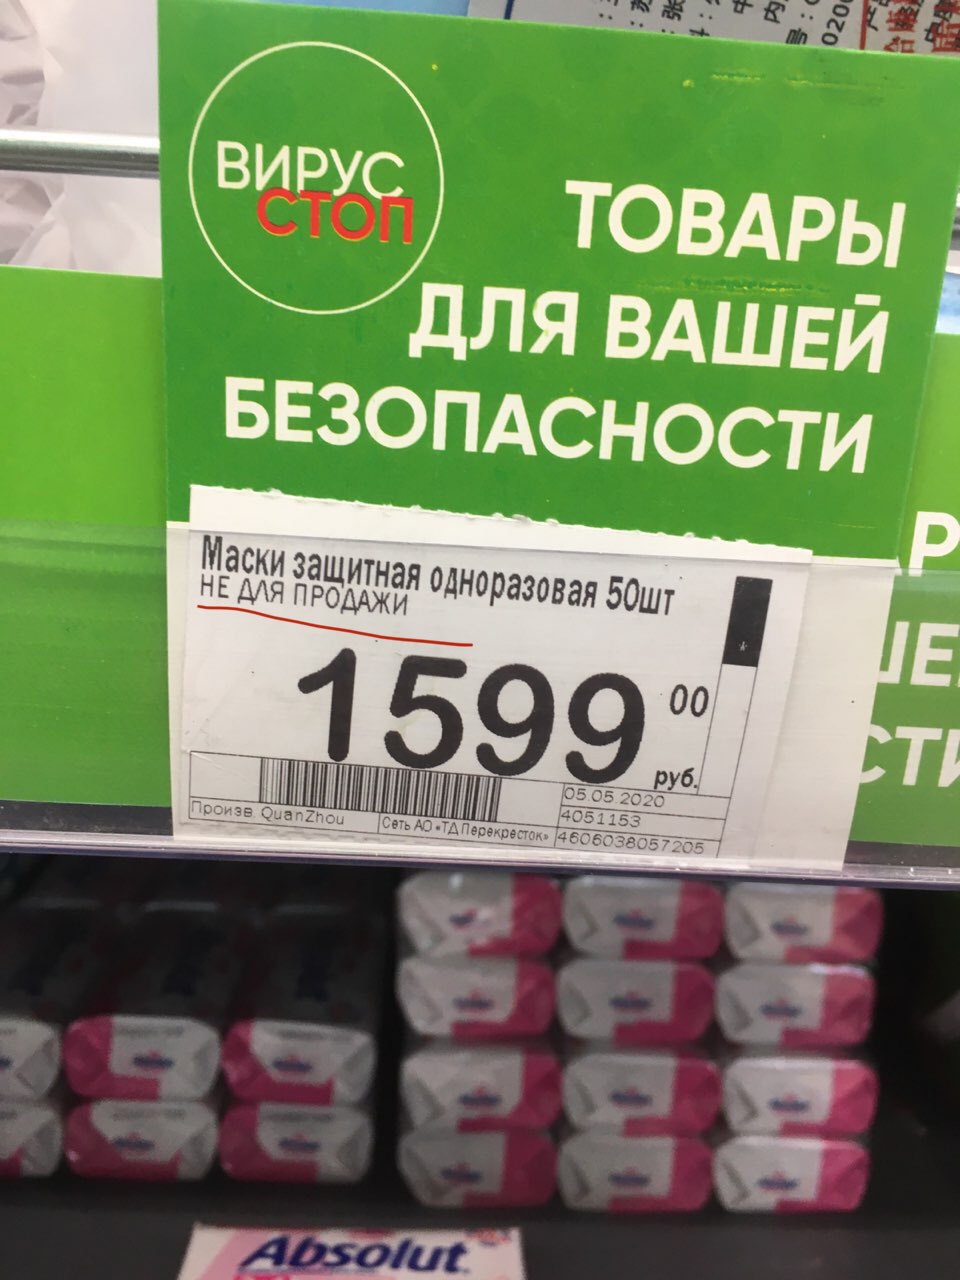 ВИРУС
СТОП
ТОВАРЫ
ДЛЯ ВАШЕЙ
БЕЗОПАСНОСТИ
Маски защитная одноразовая 50шт
НЕ ДЛЯ ПРОДАЖИ
*
1599 00
руб.
05.05.2020
4051153
4606038057205
Произв. QuanZhou
Сеть АО «ТД Перекресток»
Absolut